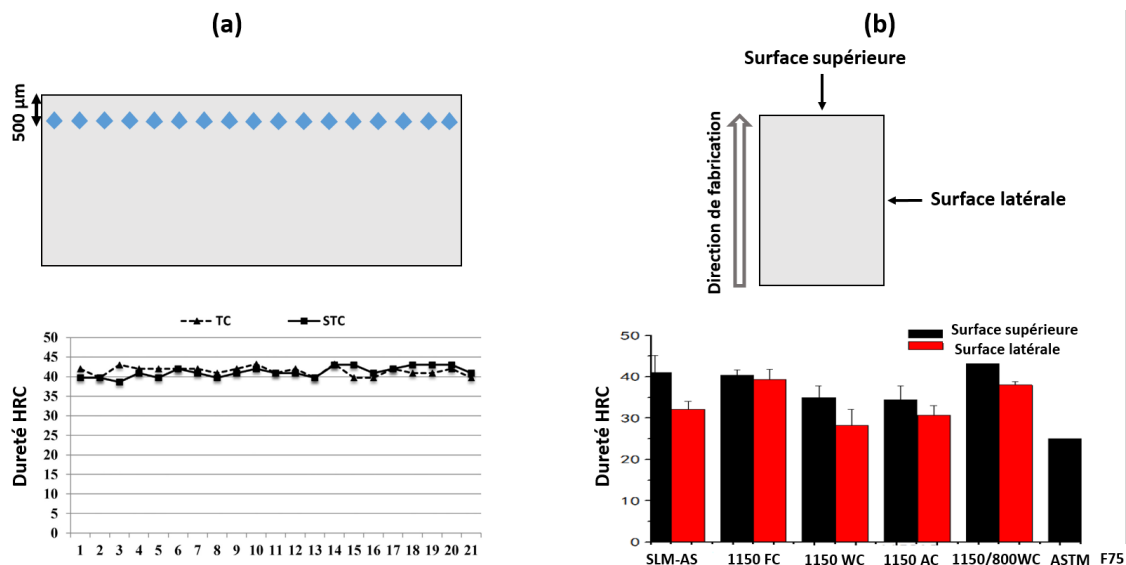 (a)
500 µm
TC
STC
50
45
40
35
30
25
20
15
10
5
0
Dureté HRC
1 2 3 4 5 6 7 8 9 10 11 12 13 14 15 16 17 18 19 20 21
(b)
Surface supérieure
Direction de fabrication
Surface latérale
Surface supérieure
Surface latérale
50
40
30
20
10
0
Dureté HRC
SLM-AS 1150 FC 1150 WC 1150 AC 1150/800WC ASTM F75